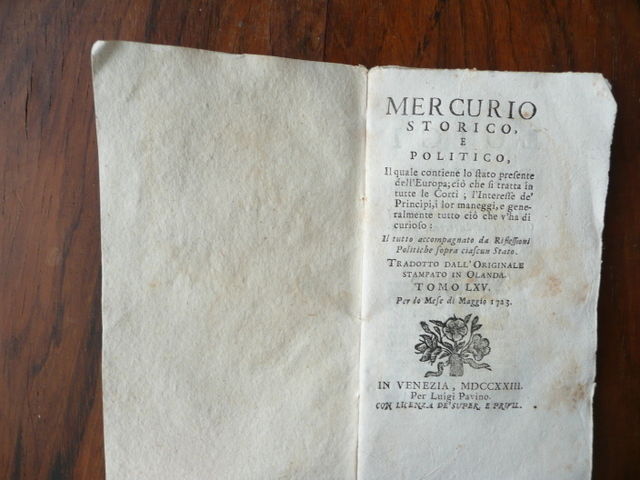 MERCURIO
STORICO,
E
POLITICO,
Il quale contiene lo ſtato preſente
dell'Europa; ciò che ſi tratta in
tutte le Corti ; l'Intereſſe de'
Principi, i lor maneggi, e gene-
ralmente tutto ciò che v'ha di
curioſo:
Il tutto accompagnato da Rifleſſioni
Politiche ſopra ciaſcun Stato.
TRADOTTO DALL'ORIGINALE
STAMPATO IN OLANDA.
TOMO LXV.
Per lo Meſe di Maggio 1723.
IN VENEZIA, MDCCXXIII.
Per Luigi Pavino.
CON LICENZA DE' SUPER. E PRIVIL.